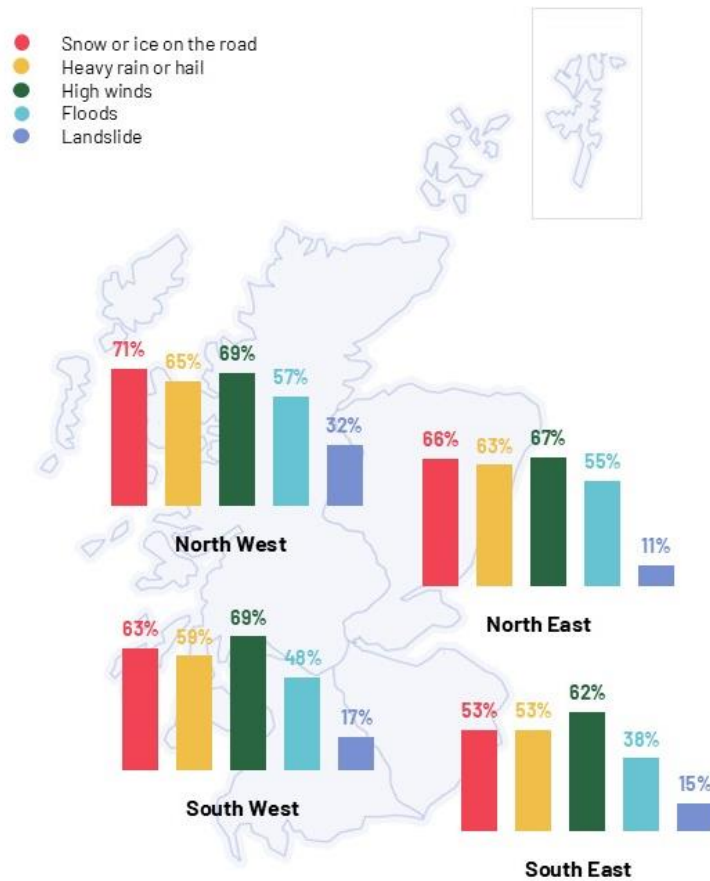 Snow or ice on the road
Heavy rain or hail
High winds
Floods
Landslide
71%
65%
69%
57%
32%
North West
66%
63%
67%
55%
11%
North East
63%
59%
69%
48%
17%
South West
53%
53%
62%
38%
15%
South East